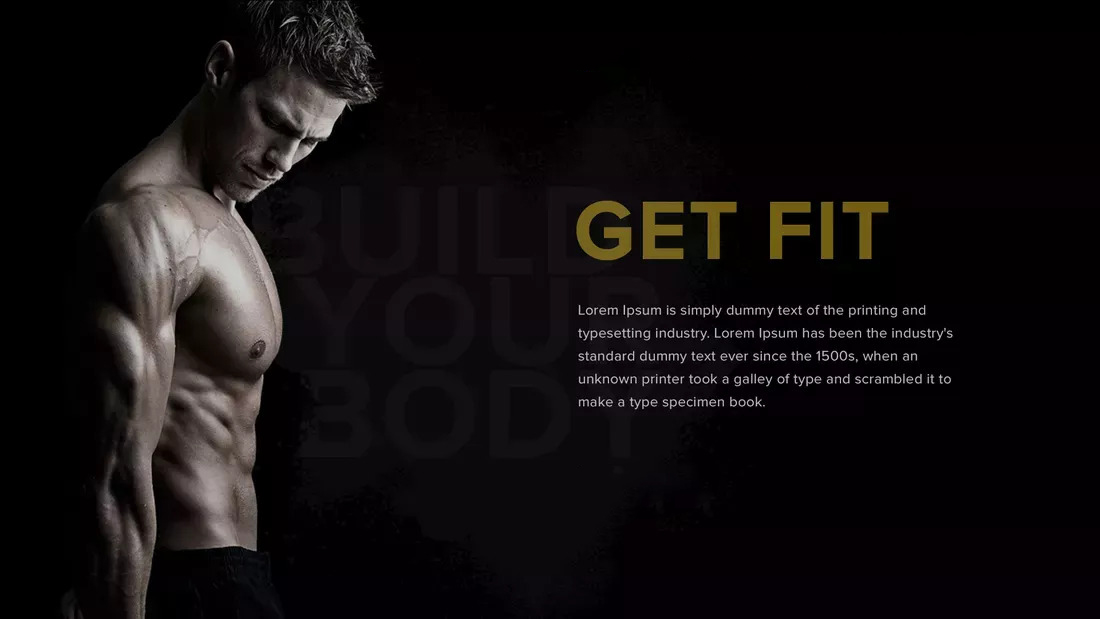 BUILD
YOUR
BODY
GET FIT
Lorem Ipsum is simply dummy text of the printing and
typesetting industry. Lorem Ipsum has been the industry's
standard dummy text ever since the 1500s, when an
unknown printer took a galley of type and scrambled it to
make a type specimen book.